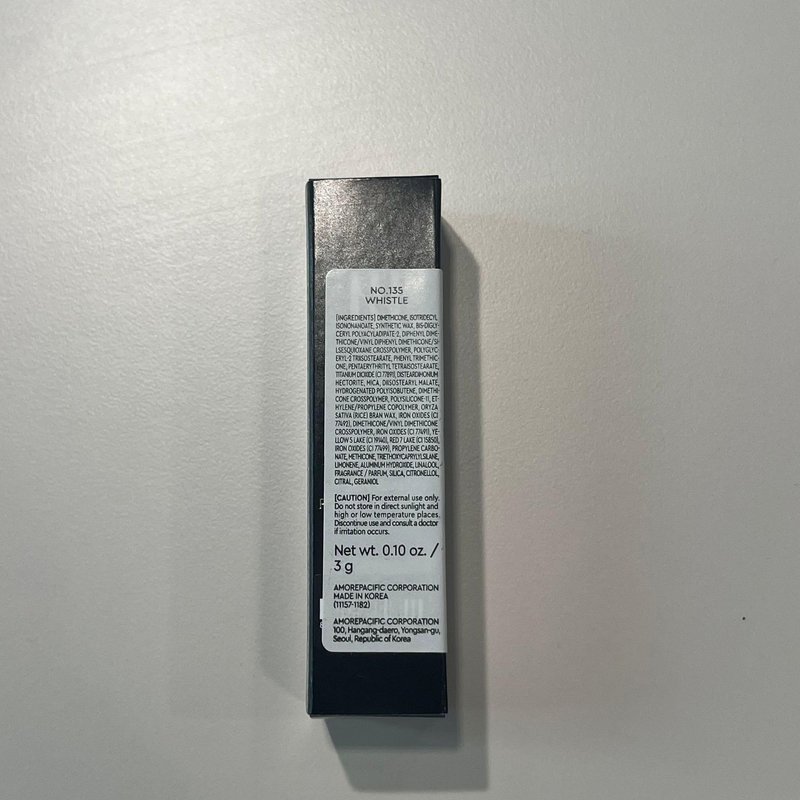 NO.135
WHISTLE
[INGREDIENTS] DIMETHICONE, ISOTRIDECYL
ISONONANOATE, SYNTHETIC WAX, BIS-DIGLY-
CERYL POLYACYLADIPATE-2, DIPHENYL DIME-
THICONE/VINYL DIPHENYL DIMETHICONE/SI-
LSESQUIOXANE CROSSPOLYMER, POLYGLYC-
ERYL-2 TRIISOSTEARATE, PHENYL TRIMETHIC-
ONE, PENTAERYTHRITYL TETRAISOSTEARATE,
TITANIUM DIOXIDE (CI 77891), DISTEARDIMONIUM
HECTORITE, MICA, DIISOSTEARYL MALATE,
HYDROGENATED POLYISOBUTENE, DIMETHI-
CONE CROSSPOLYMER, POLYSILICONE-11, ET-
HYLENE/PROPYLENE COPOLYMER, ORYZA
SATIVA (RICE) BRAN WAX, IRON OXIDES (CI
77492), DIMETHICONE/VINYL DIMETHICONE
CROSSPOLYMER, IRON OXIDES (CI 77491), YE-
LLOW 5 LAKE (CI 19140), RED 7 LAKE (CI 15850),
IRON OXIDES (CI 77499), PROPYLENE CARBO-
NATE, METHICONE, TRIETHOXYCAPRYLYLSILANE,
LIMONENE, ALUMINUM HYDROXIDE, LINALOOL,
FRAGRANCE / PARFUM, SILICA, CITRONELLOL,
CITRAL, GERANIOL
[CAUTION] For external use only.
Do not store in direct sunlight and
high or low temperature places.
Discontinue use and consult a doctor
if irritation occurs.
Net wt. 0.10 oz. /
3 g
AMOREPACIFIC CORPORATION
MADE IN KOREA
(11157-1182)
AMOREPACIFIC CORPORATION
100, Hangang-daero, Yongsan-gu,
Seoul, Republic of Korea